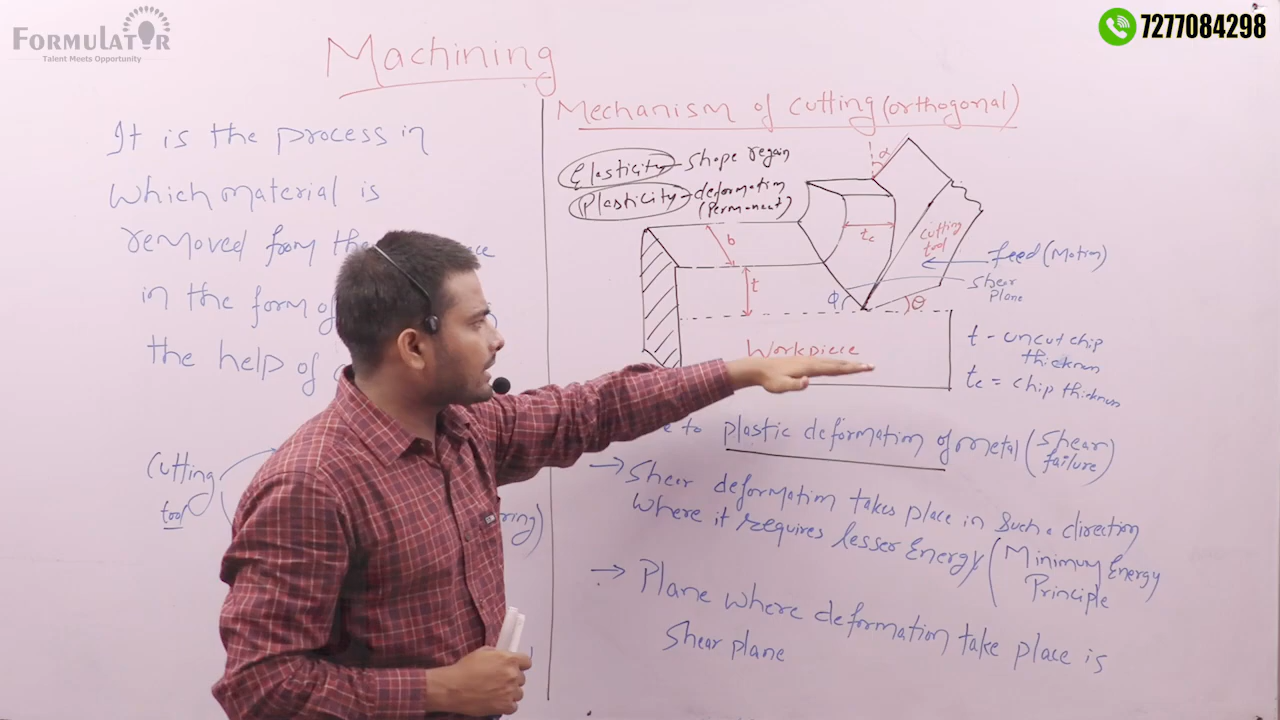 FORMULATOR
Talent Meets Opportunity
7277084298
Machining
It is the process in
Which material is
removed from the
in the form of
the help of
Cutting
tool
Mechanism of Cutting (orthogonal)
Elasticity - Shape regain
Plasticity - deformation
(Permanent)
α
b
tc
Cutting
tool
t
feed (Motion)
Shear
Plane
φ
θ
Workpiece
t - uncut chip
thickness
tc = chip thickness
to plastic deformation of metal (Shear
failure)
→ Shear deformation takes place in Such a direction
Where it requires lesser Energy (Minimum Energy
Principle
→ Plane where deformation take place is
Shear plane